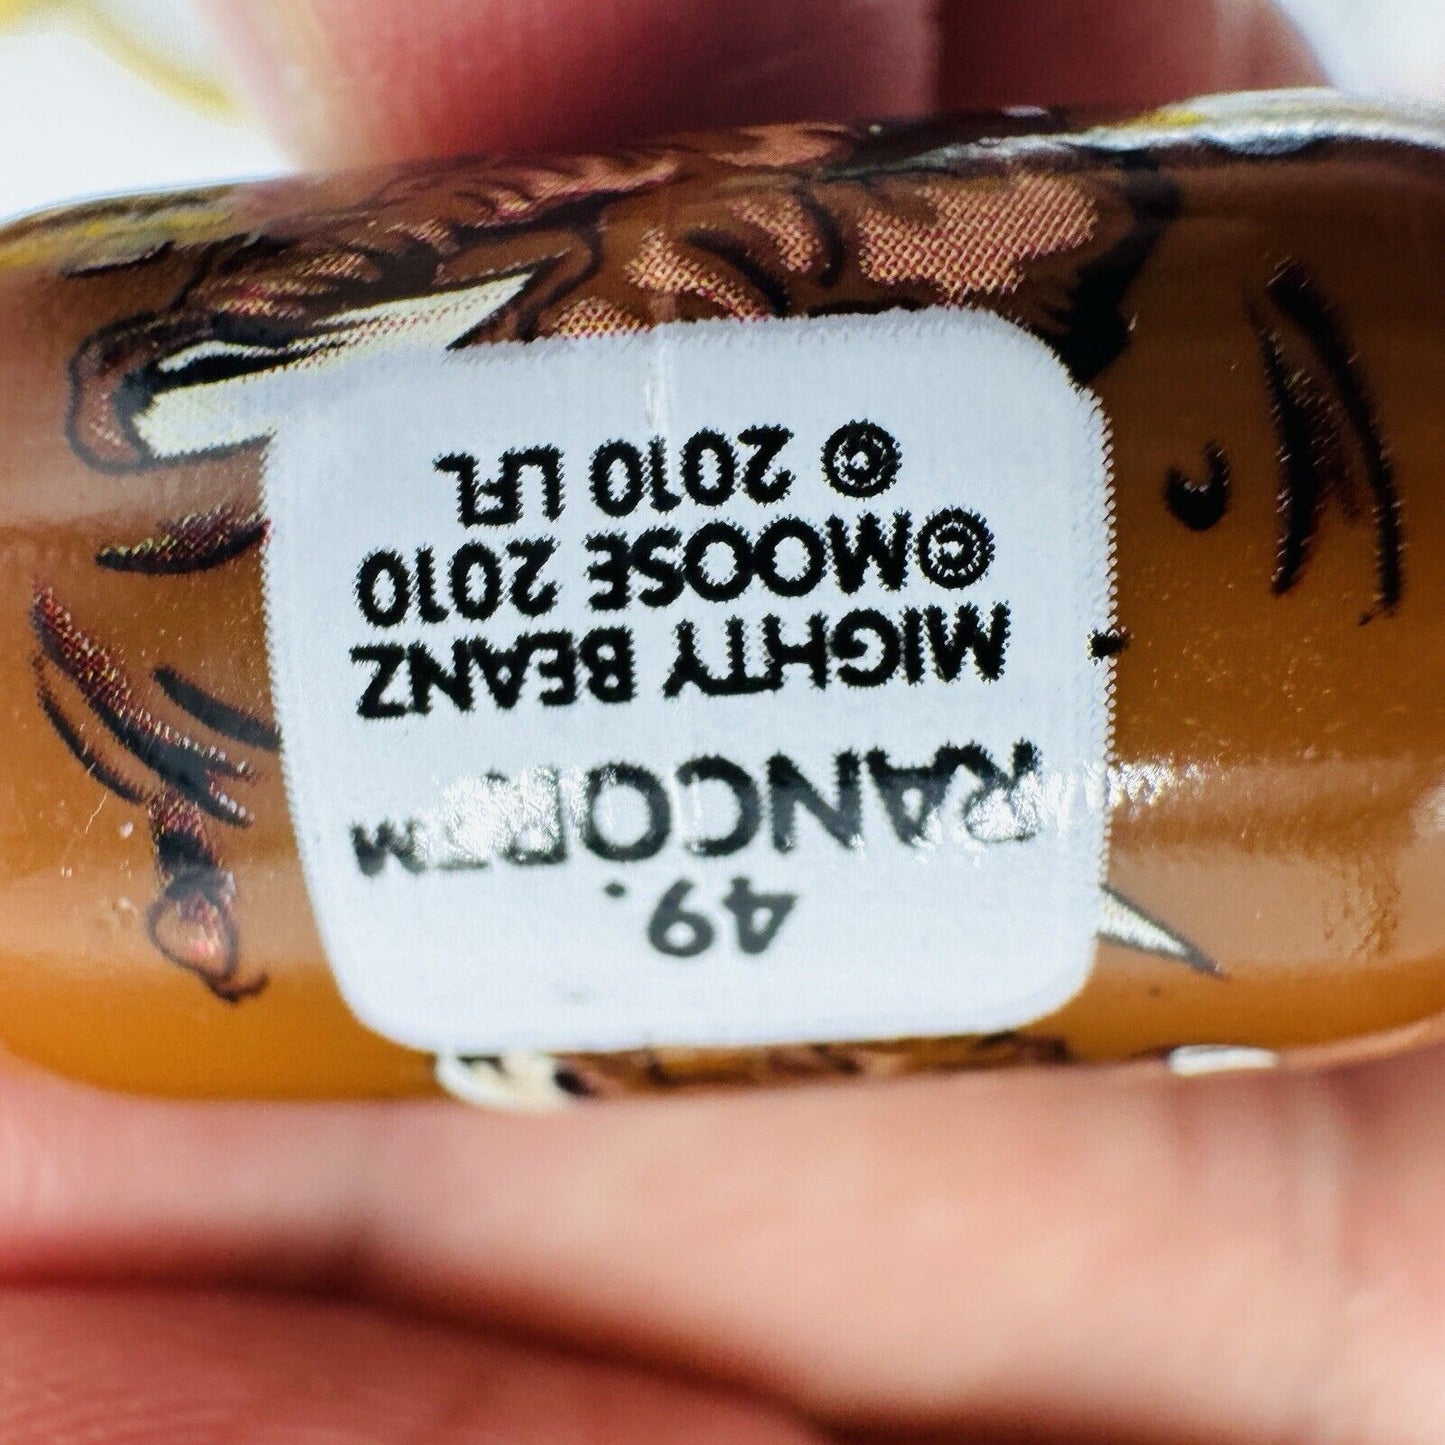 49.
RANCOR™
MIGHTY BEANZ
©MOOSE 2010
© 2010 LFL